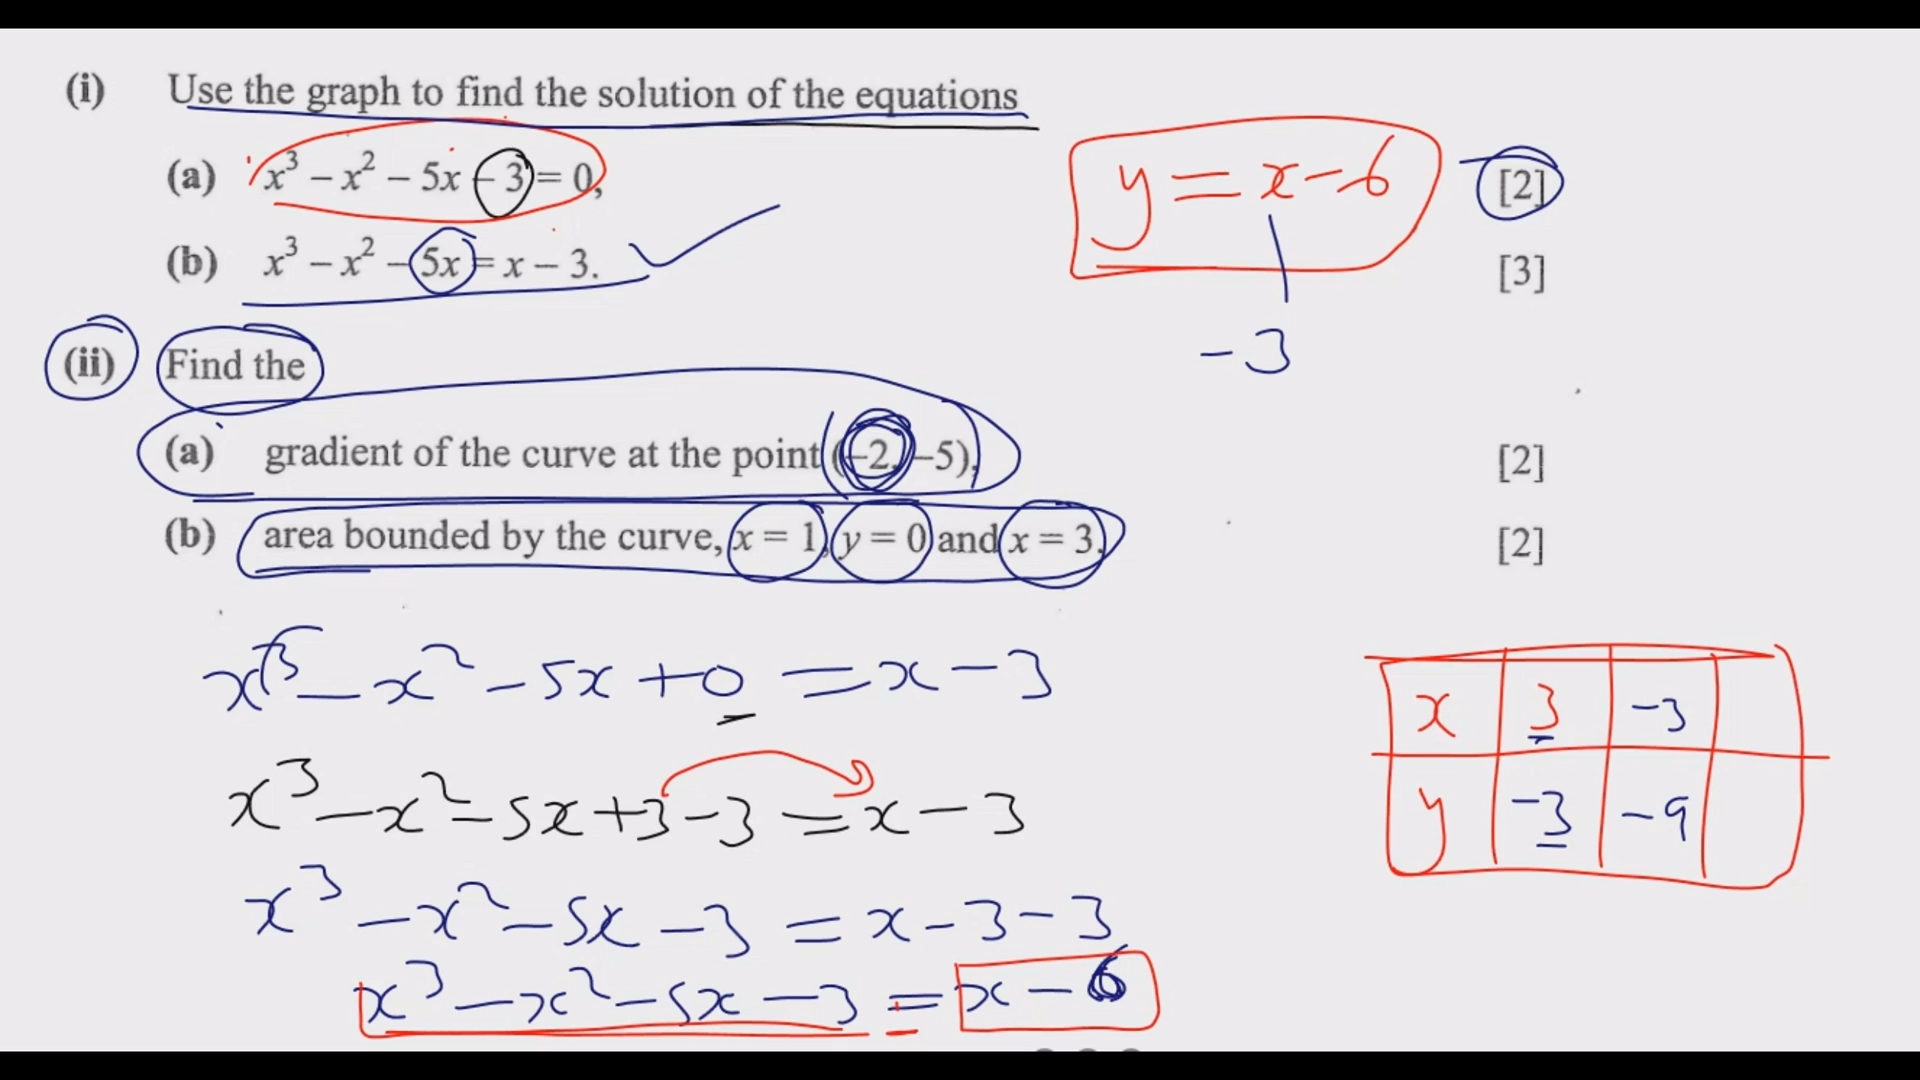 (i) Use the graph to find the solution of the equations
(a) x³ – x² – 5x – 3 = 0, [2]
y = x – 6
(b) x³ – x² – 5x = x – 3. [3]
– 3
(ii) Find the
(a) gradient of the curve at the point (–2, –5), [2]
(b) area bounded by the curve, x = 1, y = 0 and x = 3. [2]
x³ – x² – 5x + 0 = x – 3
x 3 –3
x³ – x² – 5x + 3 – 3 = x – 3
y –3 –9
x³ – x² – 5x – 3 = x – 3 – 3
x³ – x² – 5x – 3 = x – 6